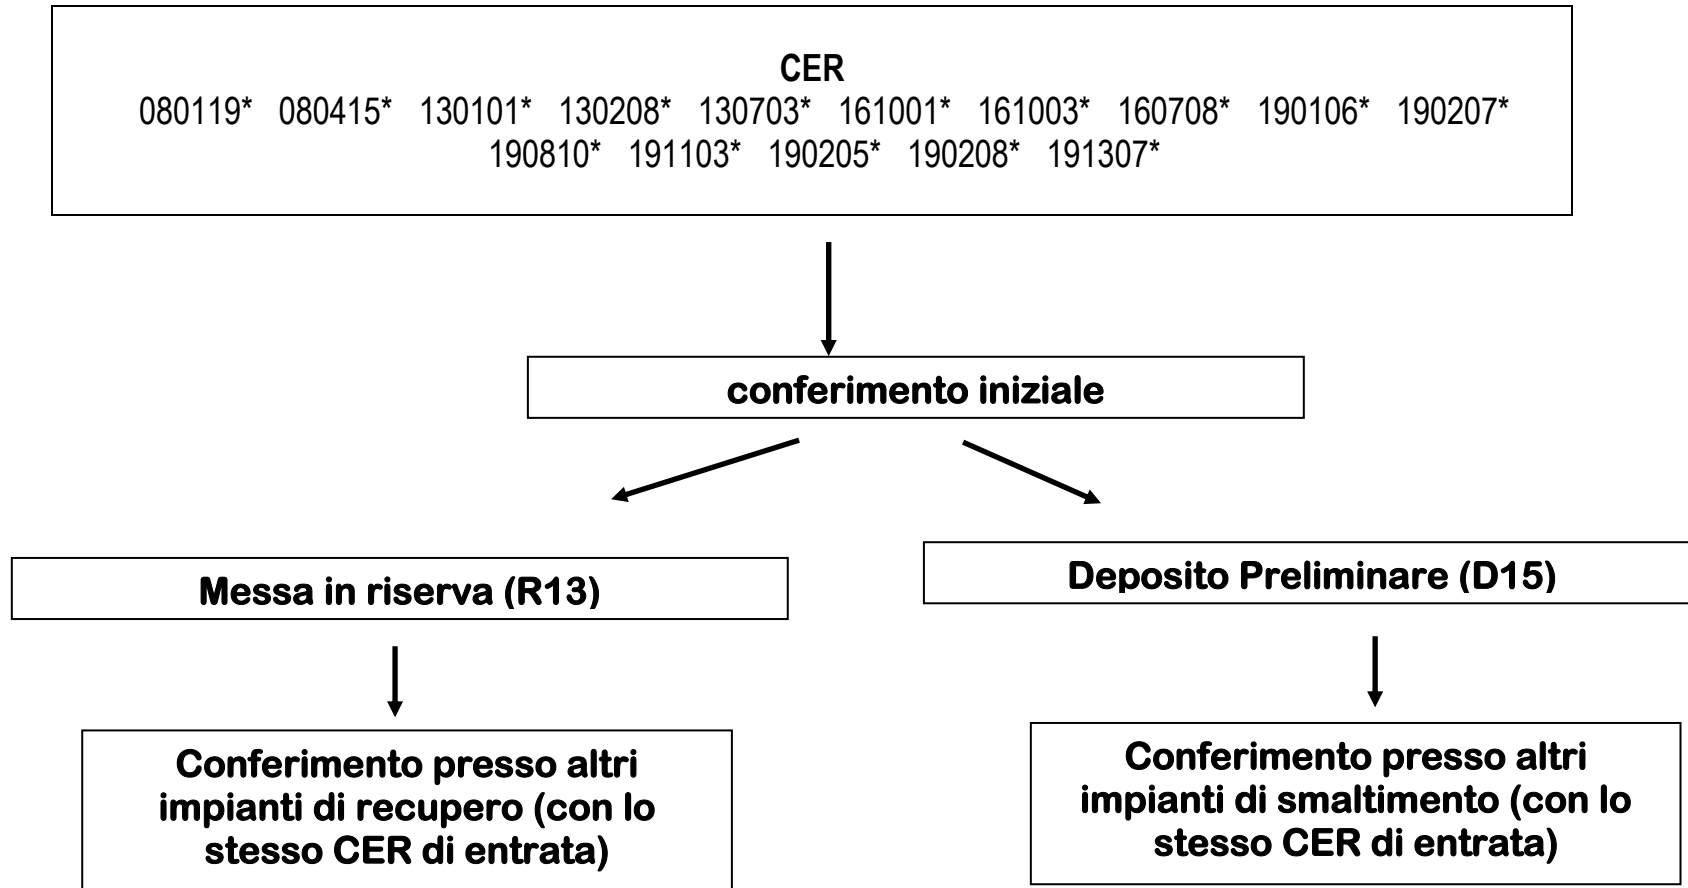 CER
080119* 080415* 130101* 130208* 130703* 161001* 161003* 160708* 190106* 190207*
190810* 191103* 190205* 190208* 191307*
conferimento iniziale
Messa in riserva (R13)
Deposito Preliminare (D15)
Conferimento presso altri
impianti di recupero (con lo
stesso CER di entrata)
Conferimento presso altri
impianti di smaltimento (con lo
stesso CER di entrata)